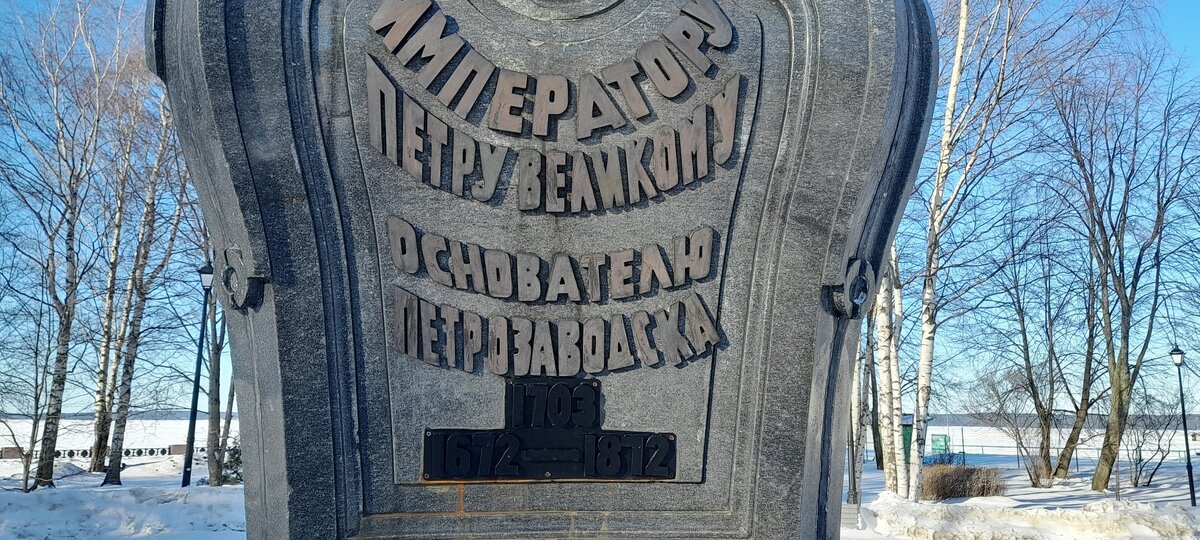 ИМПЕРАТОРУ
ПЕТРУ ВЕЛИКОМУ
ОСНОВАТЕЛЮ
ПЕТРОЗАВОДСКА
1703
1672 — 1872